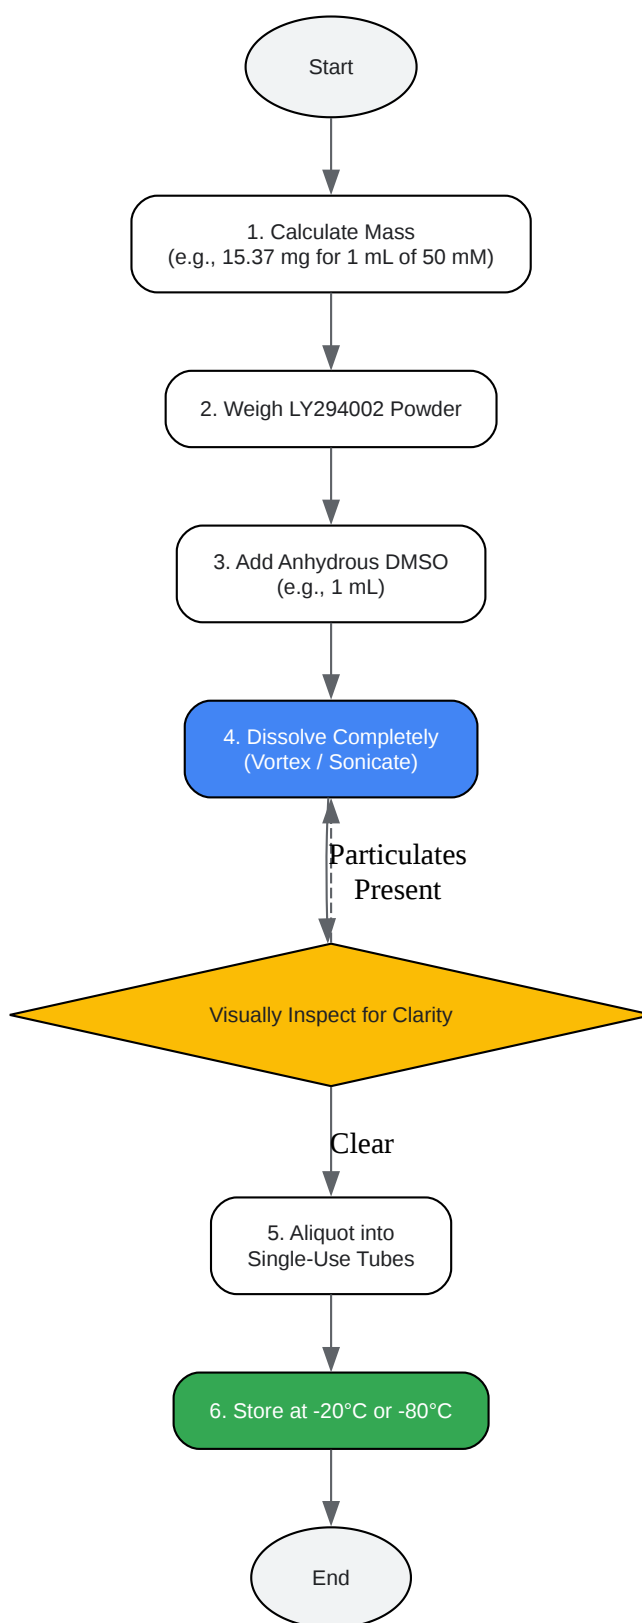 Start
1. Calculate Mass
(e.g., 15.37 mg for 1 mL of 50 mM)
2. Weigh LY294002 Powder
3. Add Anhydrous DMSO
(e.g., 1 mL)
4. Dissolve Completely
(Vortex / Sonicate)
Particulates
Present
Visually Inspect for Clarity
Clear
5. Aliquot into
Single-Use Tubes
6. Store at -20°C or -80°C
End